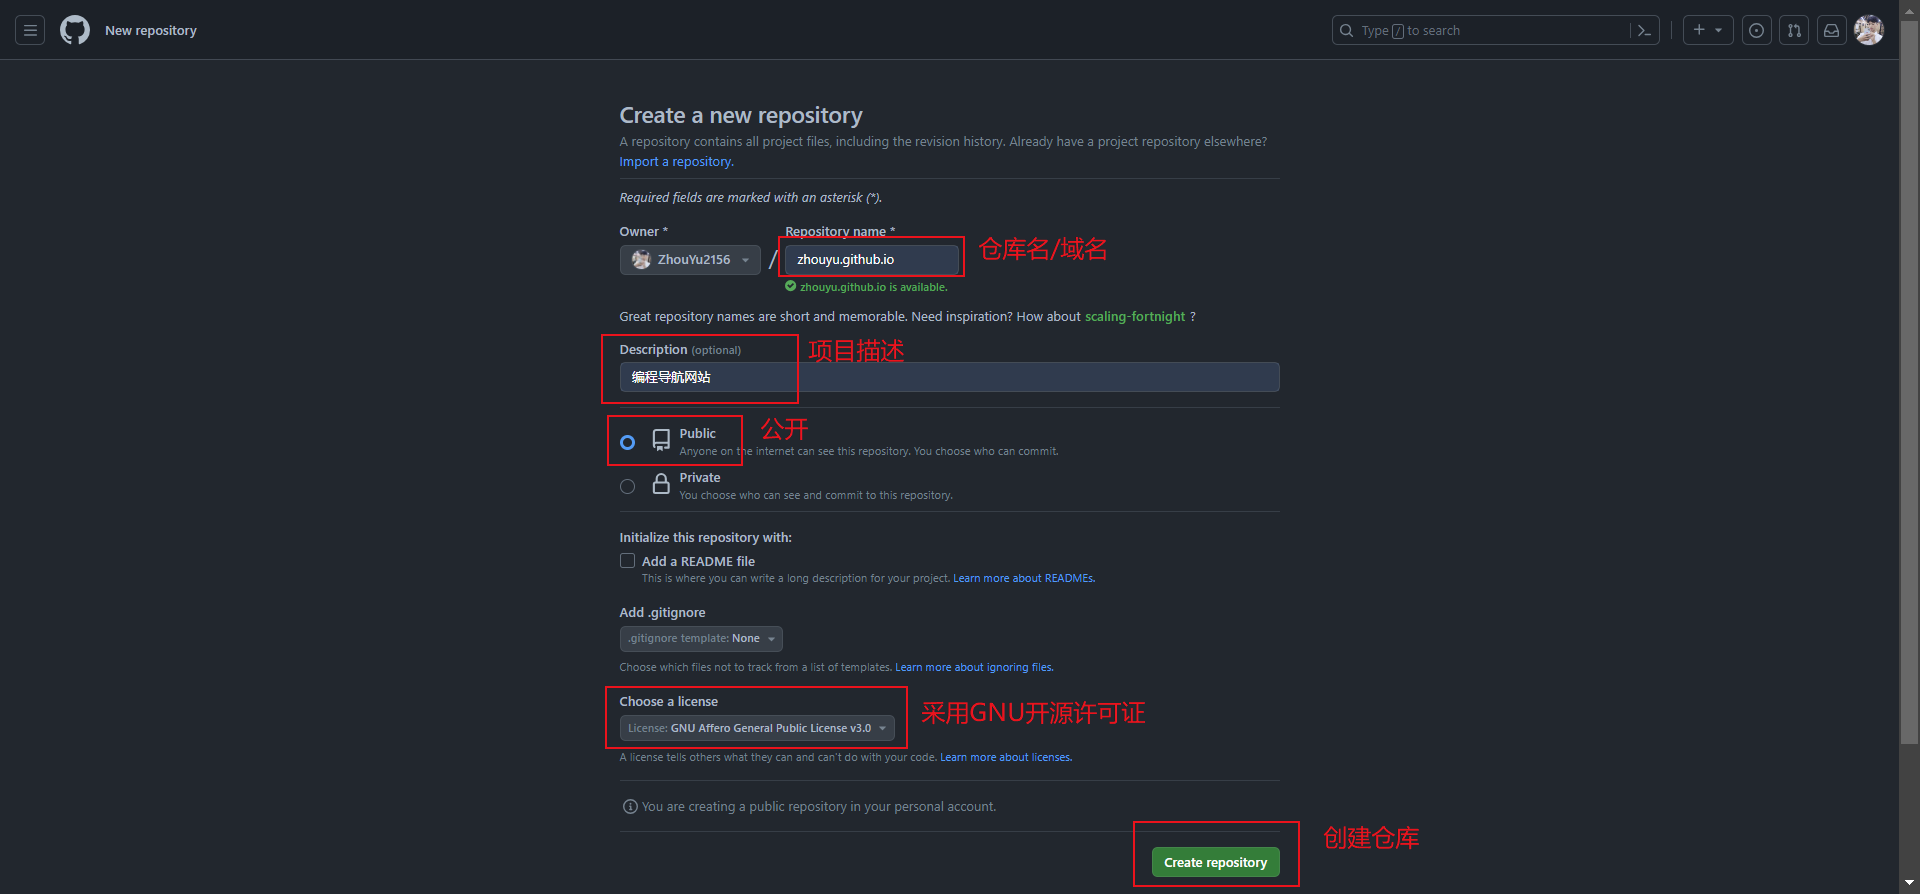 New repository
Type / to search
Create a new repository
A repository contains all project files, including the revision history. Already have a project repository elsewhere?
Import a repository.
Required fields are marked with an asterisk (*).
Owner *
Repository name *
ZhouYu2156
/
zhouyu.github.io
仓库名/域名
zhouyu.github.io is available.
Great repository names are short and memorable. Need inspiration? How about scaling-fortnight ?
Description (optional)
项目描述
编程导航网站
Public
公开
Anyone on the internet can see this repository. You choose who can commit.
Private
You choose who can see and commit to this repository.
Initialize this repository with:
Add a README file
This is where you can write a long description for your project. Learn more about READMEs.
Add .gitignore
.gitignore template: None
Choose which files not to track from a list of templates. Learn more about ignoring files.
Choose a license
采用GNU开源许可证
License: GNU Affero General Public License v3.0
A license tells others what they can and can't do with your code. Learn more about licenses.
You are creating a public repository in your personal account.
创建仓库
Create repository